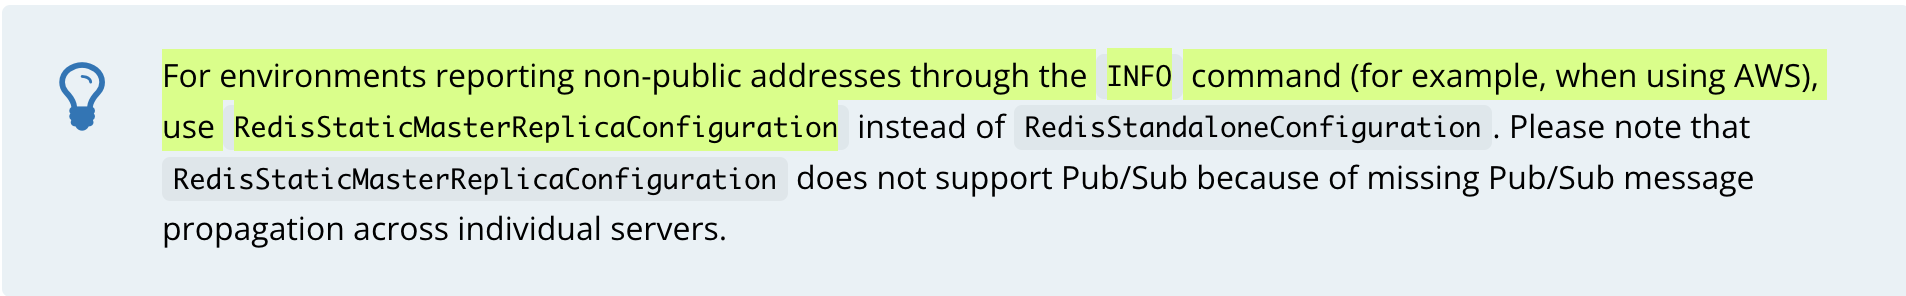 For environments reporting non-public addresses through the INFO command (for example, when using AWS),
use RedisStaticMasterReplicaConfiguration instead of RedisStandaloneConfiguration. Please note that
RedisStaticMasterReplicaConfiguration does not support Pub/Sub because of missing Pub/Sub message
propagation across individual servers.